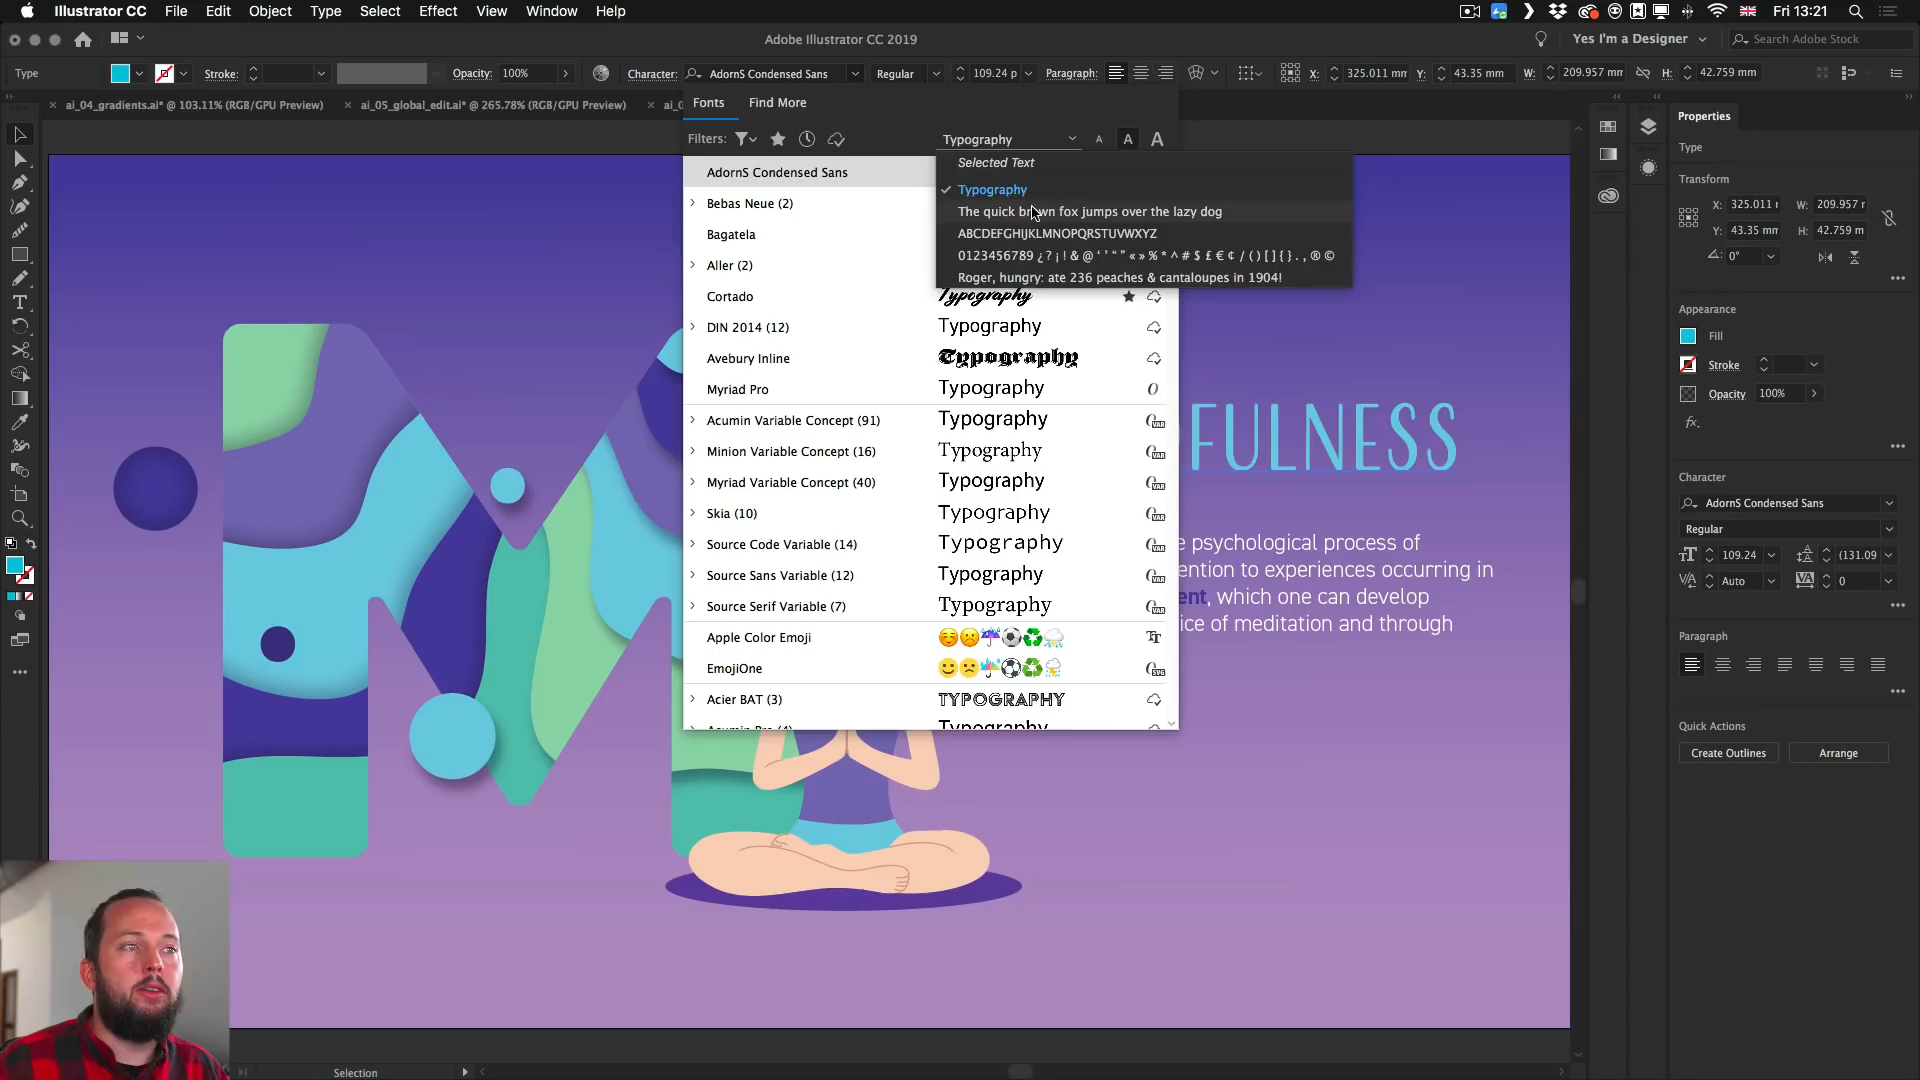 Illustrator CC File Edit Object Type Select Effect View Window Help
Fri 13:21
Adobe Illustrator CC 2019
Yes I'm a Designer
Search Adobe Stock
Type
Stroke:
Opacity: 100%
Character: AdornS Condensed Sans
Regular
109.24 p
Paragraph:
X: 325.011 mm
Y: 43.35 mm
W: 209.957 mm
H: 42.759 mm
ai_04_gradients.ai* @ 103.11% (RGB/GPU Preview)
ai_05_global_edit.ai* @ 265.78% (RGB/GPU Preview)
Fonts
Find More
Filters:
Typography
A A A
Selected Text
Typography
The quick brown fox jumps over the lazy dog
ABCDEFGHIJKLMNOPQRSTUVWXYZ
0123456789 ¿ ? ¡ ! & @ ‘ ’ “ ” « » % * ^ # $ £ € ¢ / ( ) [ ] { } . , ® ©
Roger, hungry: ate 236 peaches & cantaloupes in 1904!
AdornS Condensed Sans
Bebas Neue (2)
Bagatela
Aller (2)
Cortado Typography
DIN 2014 (12) Typography
Avebury Inline Typography
Myriad Pro Typography
Acumin Variable Concept (91) Typography
Minion Variable Concept (16) Typography
Myriad Variable Concept (40) Typography
Skia (10) Typography
Source Code Variable (14) Typography
Source Sans Variable (12) Typography
Source Serif Variable (7) Typography
Apple Color Emoji
EmojiOne
Acier BAT (3) TYPOGRAPHY
Acumin Pro (4) Typography
FULNESS
e psychological process of
ention to experiences occurring in
ent, which one can develop
ice of meditation and through
Properties
Type
Transform
X: 325.011 r
W: 209.957 r
Y: 43.35 mm
H: 42.759 m
0°
Appearance
Fill
Stroke
Opacity 100%
fx.
Character
AdornS Condensed Sans
Regular
109.24
(131.09
Auto
0
Paragraph
Quick Actions
Create Outlines
Arrange
Selection